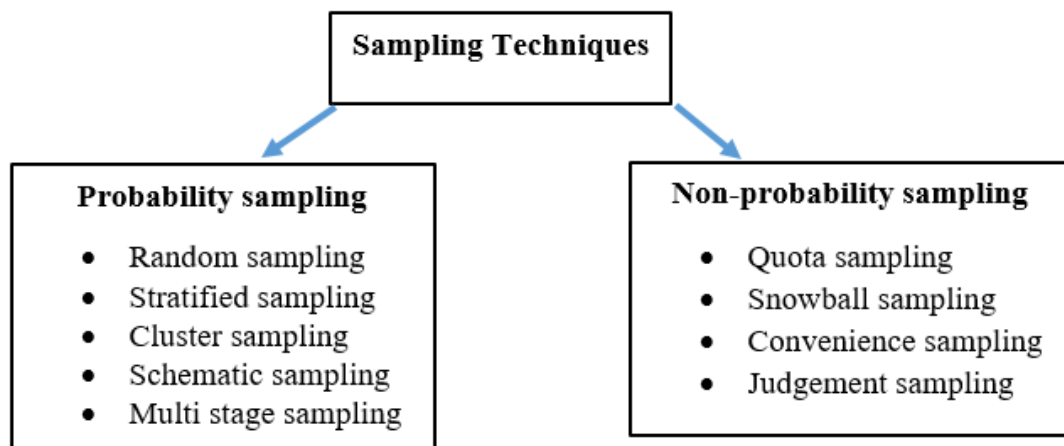 Sampling Techniques
Probability sampling
• Random sampling
• Stratified sampling
• Cluster sampling
• Schematic sampling
• Multi stage sampling
Non-probability sampling
• Quota sampling
• Snowball sampling
• Convenience sampling
• Judgement sampling